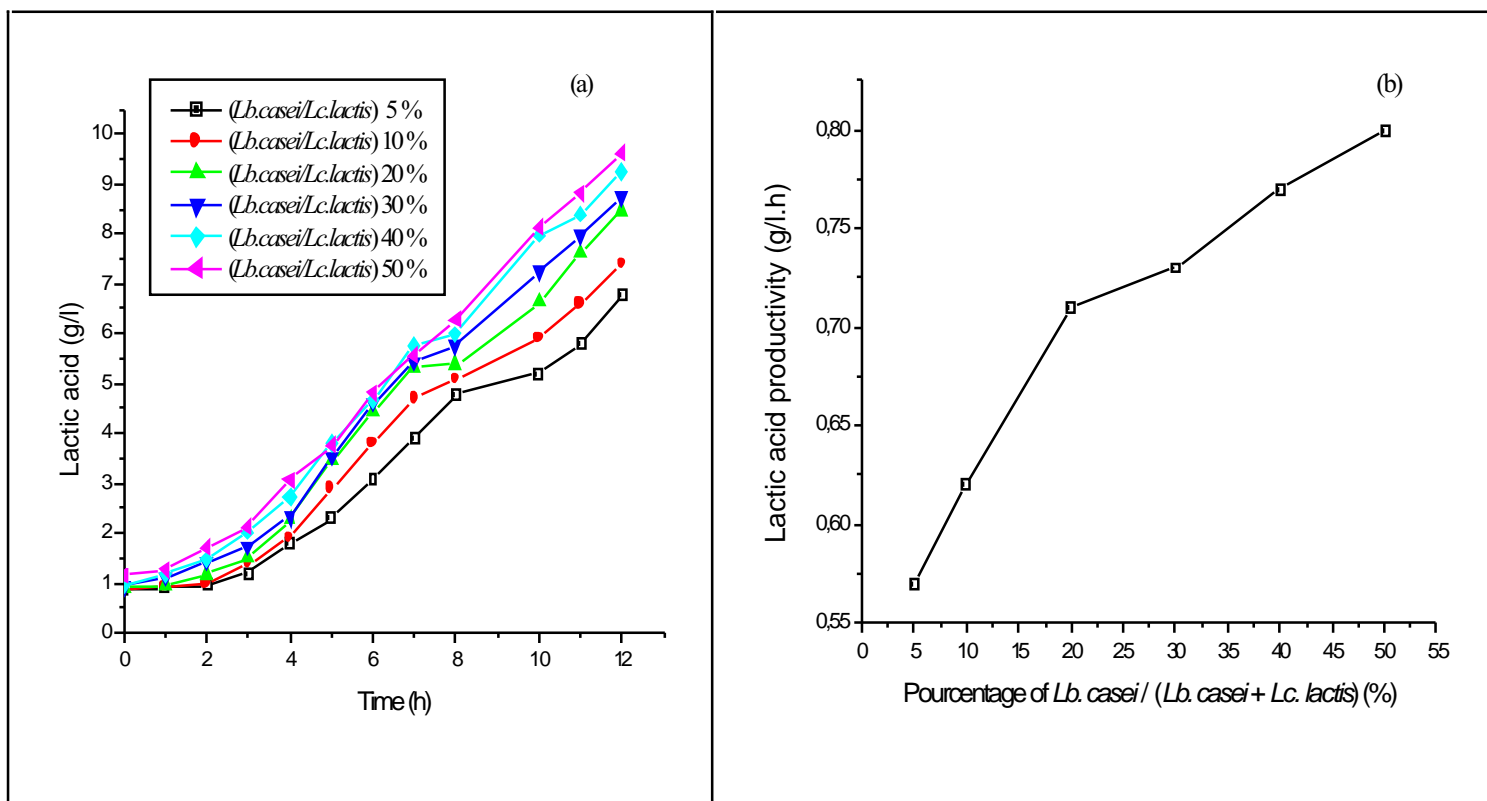 (a)
(Lb.casei/Lc.lactis) 5 %
(Lb.casei/Lc.lactis) 10 %
(Lb.casei/Lc.lactis) 20 %
(Lb.casei/Lc.lactis) 30 %
(Lb.casei/Lc.lactis) 40 %
(Lb.casei/Lc.lactis) 50 %
Lactic acid (g/l)
10
9
8
7
6
5
4
3
2
1
0
0 2 4 6 8 10 12
Time (h)
(b)
Lactic acid productivity (g/l.h)
0,80
0,75
0,70
0,65
0,60
0,55
0 5 10 15 20 25 30 35 40 45 50 55
Pourcentage of Lb. casei / (Lb. casei + Lc. lactis) (%)